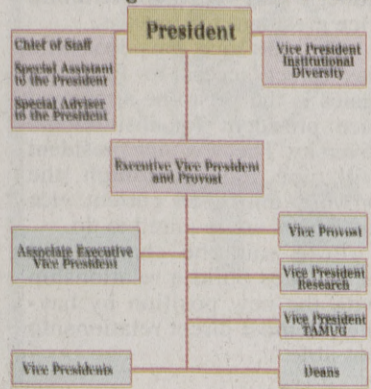 President
Chief of Staff
Special Assistant
to the President
Special Adviser
to the President
Vice President
Institutional
Diversity
Executive Vice President
and Provost
Associate Executive
Vice President
Vice Provost
Vice President
Research
Vice President
TAMUG
Vice Presidents
Deans